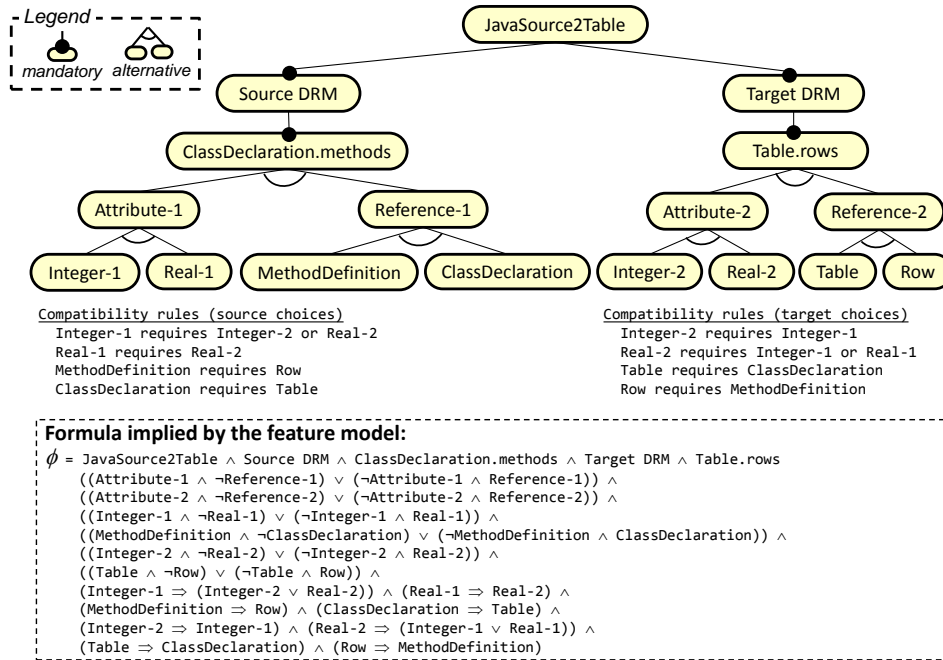 Legend
mandatory alternative
JavaSource2Table
Source DRM Target DRM
ClassDeclaration.methods Table.rows
Attribute-1 Reference-1 Attribute-2 Reference-2
Integer-1 Real-1 MethodDefinition ClassDeclaration Integer-2 Real-2 Table Row
Compatibility rules (source choices)
Integer-1 requires Integer-2 or Real-2
Real-1 requires Real-2
MethodDefinition requires Row
ClassDeclaration requires Table
Compatibility rules (target choices)
Integer-2 requires Integer-1
Real-2 requires Integer-1 or Real-1
Table requires ClassDeclaration
Row requires MethodDefinition
Formula implied by the feature model:
ϕ = JavaSource2Table ∧ Source DRM ∧ ClassDeclaration.methods ∧ Target DRM ∧ Table.rows
((Attribute-1 ∧ ¬Reference-1) ∨ (¬Attribute-1 ∧ Reference-1)) ∧
((Attribute-2 ∧ ¬Reference-2) ∨ (¬Attribute-2 ∧ Reference-2)) ∧
((Integer-1 ∧ ¬Real-1) ∨ (¬Integer-1 ∧ Real-1)) ∧
((MethodDefinition ∧ ¬ClassDeclaration) ∨ (¬MethodDefinition ∧ ClassDeclaration)) ∧
((Integer-2 ∧ ¬Real-2) ∨ (¬Integer-2 ∧ Real-2)) ∧
((Table ∧ ¬Row) ∨ (¬Table ∧ Row)) ∧
(Integer-1 ⇒ (Integer-2 ∨ Real-2)) ∧ (Real-1 ⇒ Real-2) ∧
(MethodDefinition ⇒ Row) ∧ (ClassDeclaration ⇒ Table) ∧
(Integer-2 ⇒ Integer-1) ∧ (Real-2 ⇒ (Integer-1 ∨ Real-1)) ∧
(Table ⇒ ClassDeclaration) ∧ (Row ⇒ MethodDefinition)